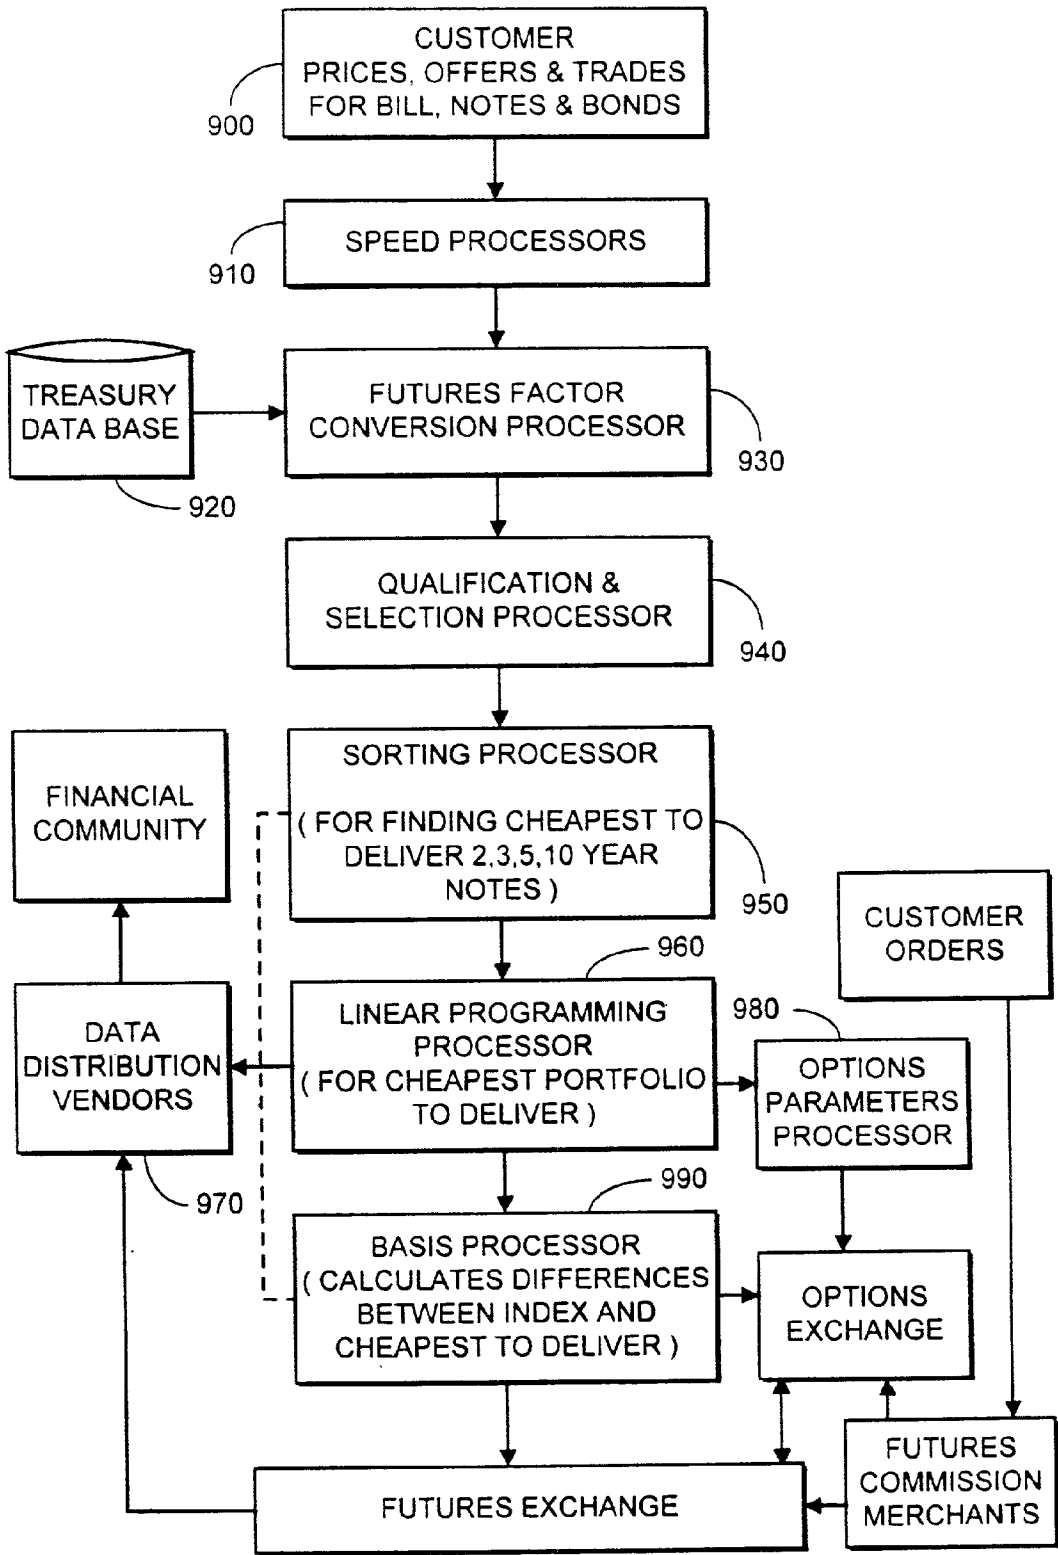 CUSTOMER
PRICES, OFFERS & TRADES
FOR BILL, NOTES & BONDS
900
SPEED PROCESSORS
910
TREASURY
DATA BASE
920
FUTURES FACTOR
CONVERSION PROCESSOR
930
QUALIFICATION &
SELECTION PROCESSOR
940
SORTING PROCESSOR
( FOR FINDING CHEAPEST TO
DELIVER 2,3,5,10 YEAR
NOTES )
950
FINANCIAL
COMMUNITY
CUSTOMER
ORDERS
960
LINEAR PROGRAMMING
PROCESSOR
( FOR CHEAPEST PORTFOLIO
TO DELIVER )
DATA
DISTRIBUTION
VENDORS
970
980
OPTIONS
PARAMETERS
PROCESSOR
990
BASIS PROCESSOR
( CALCULATES DIFFERENCES
BETWEEN INDEX AND
CHEAPEST TO DELIVER )
OPTIONS
EXCHANGE
FUTURES
COMMISSION
MERCHANTS
FUTURES EXCHANGE